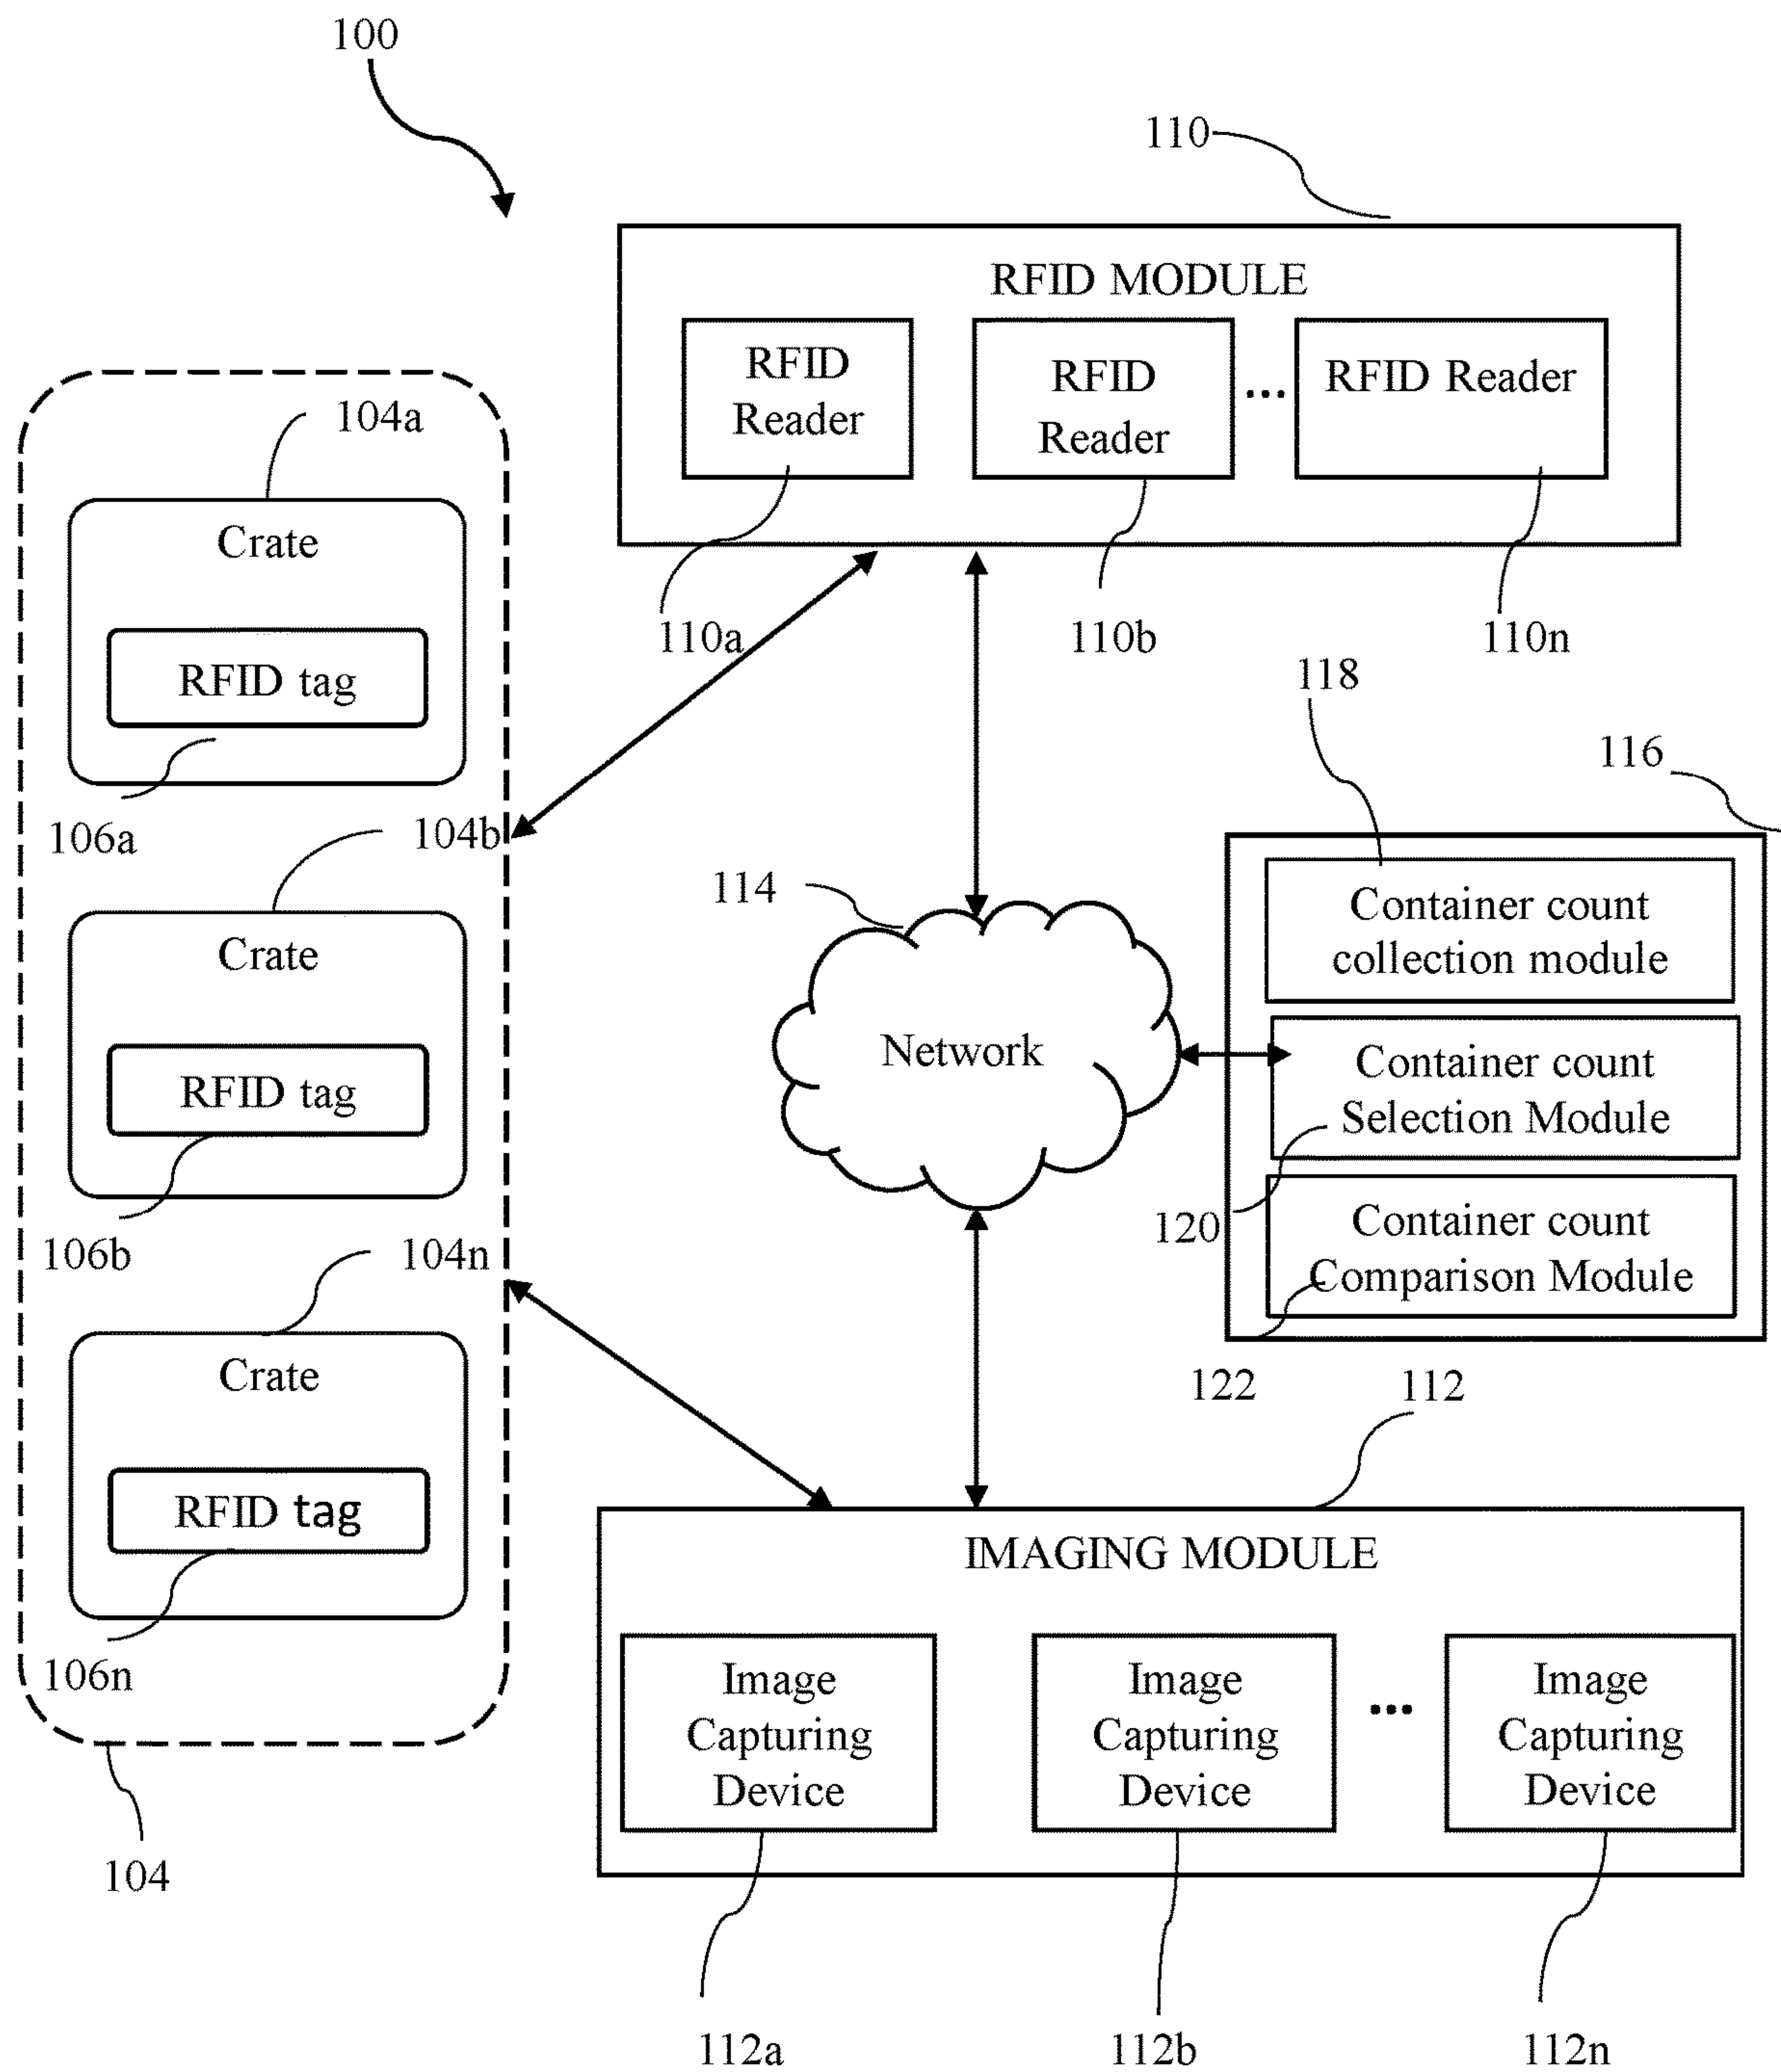 100
110
RFID MODULE
RFID
Reader
RFID
Reader
...
RFID Reader
110a
110b
110n
104a
Crate
RFID tag
106a
104b
Crate
RFID tag
106b
104n
Crate
RFID tag
106n
104
114
Network
118
116
Container count
collection module
Container count
Selection Module
120
Container count
Comparison Module
122
112
IMAGING MODULE
Image
Capturing
Device
Image
Capturing
Device
...
Image
Capturing
Device
112a
112b
112n